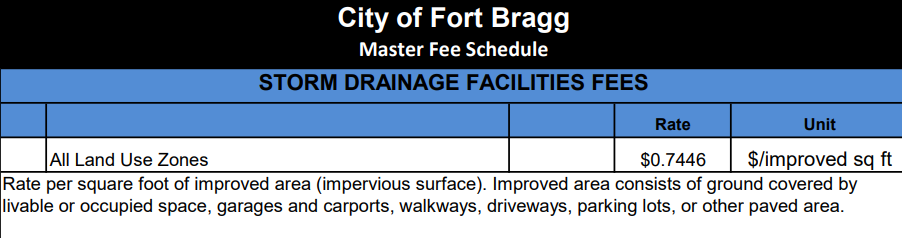 City of Fort Bragg
Master Fee Schedule
STORM DRAINAGE FACILITIES FEES
Rate Unit
All Land Use Zones $0.7446 $/improved sq ft
Rate per square foot of improved area (impervious surface). Improved area consists of ground covered by
livable or occupied space, garages and carports, walkways, driveways, parking lots, or other paved area.